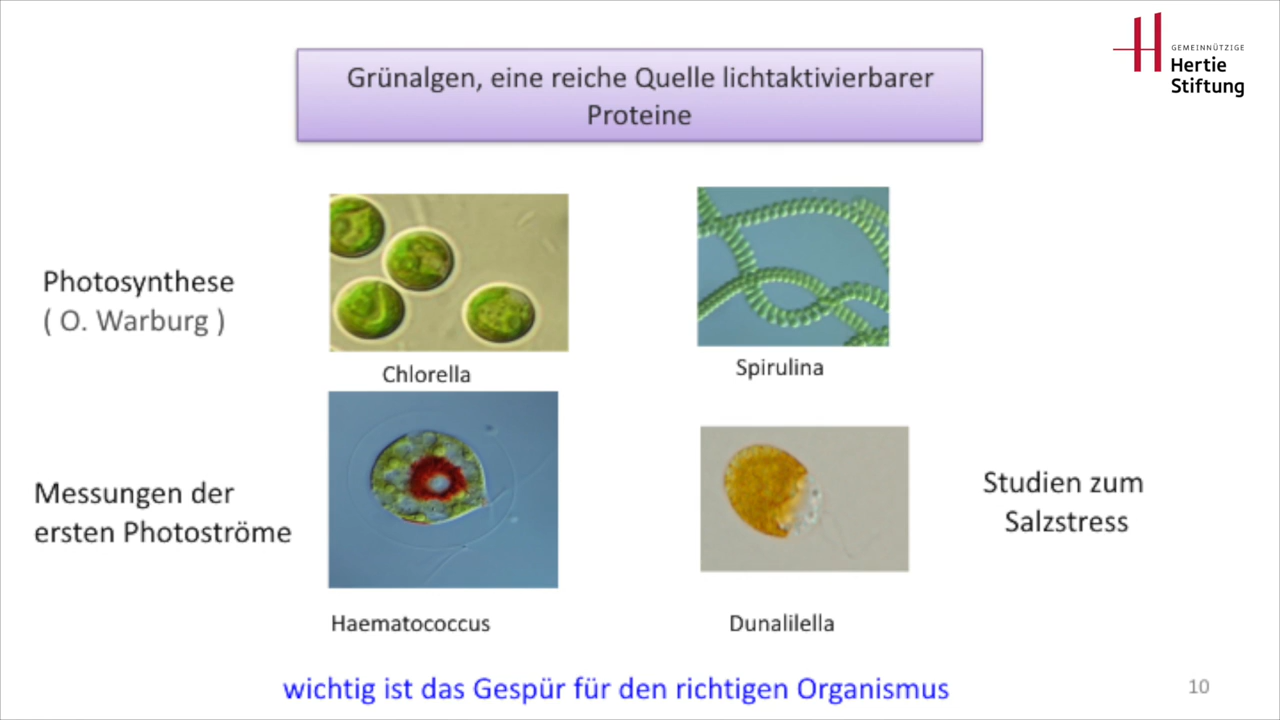 GEMEINNÜTZIGE
Hertie
Stiftung
Grünalgen, eine reiche Quelle lichtaktivierbarer
Proteine
Photosynthese
( O. Warburg )
Chlorella
Spirulina
Messungen der
ersten Photoströme
Studien zum
Salzstress
Haematococcus
Dunalilella
wichtig ist das Gespür für den richtigen Organismus
10